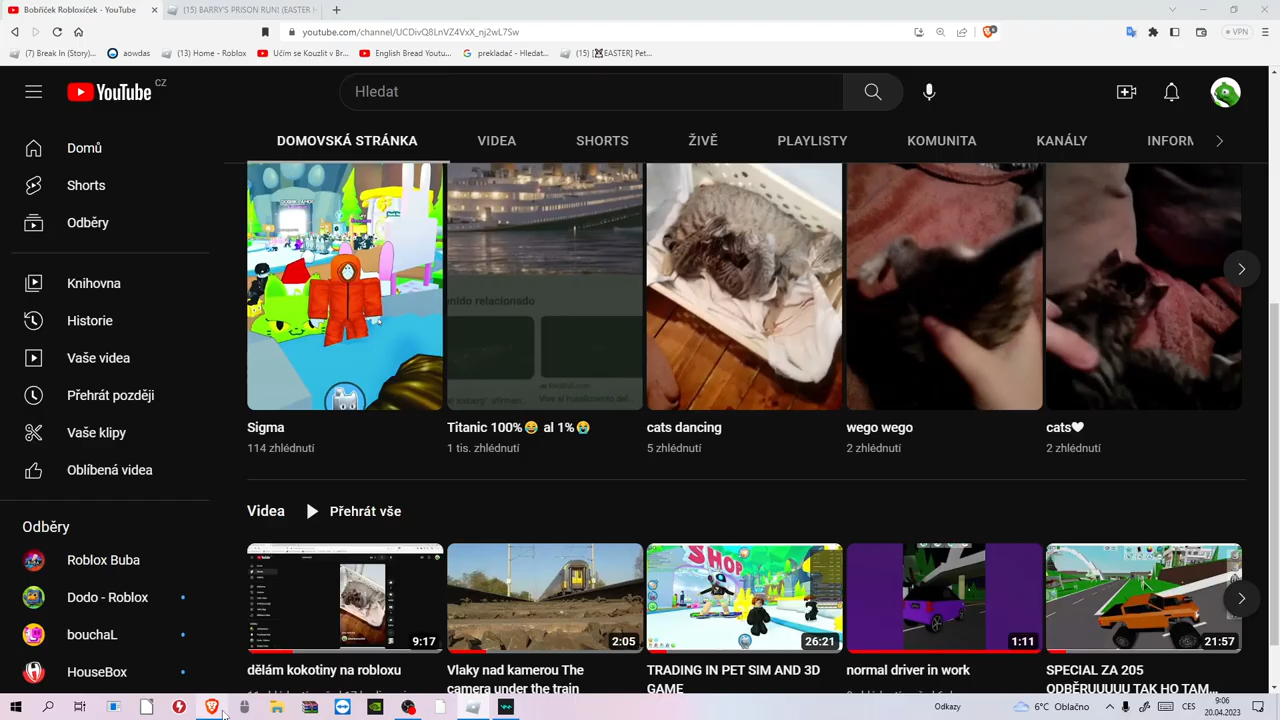 Bobříček Robloxíček - YouTube
(15) BARRY'S PRISON RUN! (EASTER !
youtube.com/channel/UCDivQ8LnVZ4VxX_nj2wL7Sw
VPN
(7) Break In (Story)...
aowdas
(13) Home - Roblox
Učím se Kouzlit v Br...
English Bread Youtu...
prekladač - Hledat...
(15) [EASTER] Pet...
YouTube CZ
Hledat
DOMOVSKÁ STRÁNKA
VIDEA
SHORTS
ŽIVĚ
PLAYLISTY
KOMUNITA
KANÁLY
INFORM
Domů
Shorts
Odběry
Knihovna
Historie
Vaše videa
Přehrát později
Vaše klipy
Oblíbená videa
Odběry
Roblox Buba
Dodo - Roblox
bouchaL
HouseBox
enido relacionado
Sigma
114 zhlédnutí
Titanic 100%😂 al 1%😭
1 tis. zhlédnutí
cats dancing
5 zhlédnutí
wego wego
2 zhlédnutí
cats🖤
2 zhlédnutí
Videa
Přehrát vše
SHOP
9:17
2:05
26:21
1:11
21:57
dělám kokotiny na robloxu
Vlaky nad kamerou The
camera under the train
TRADING IN PET SIM AND 3D
GAME
normal driver in work
SPECIAL ZA 205
ODBĚRUUUUU TAK HO TAM...
Odkazy
6°C Oblačno
CES
9:06
20.04.2023